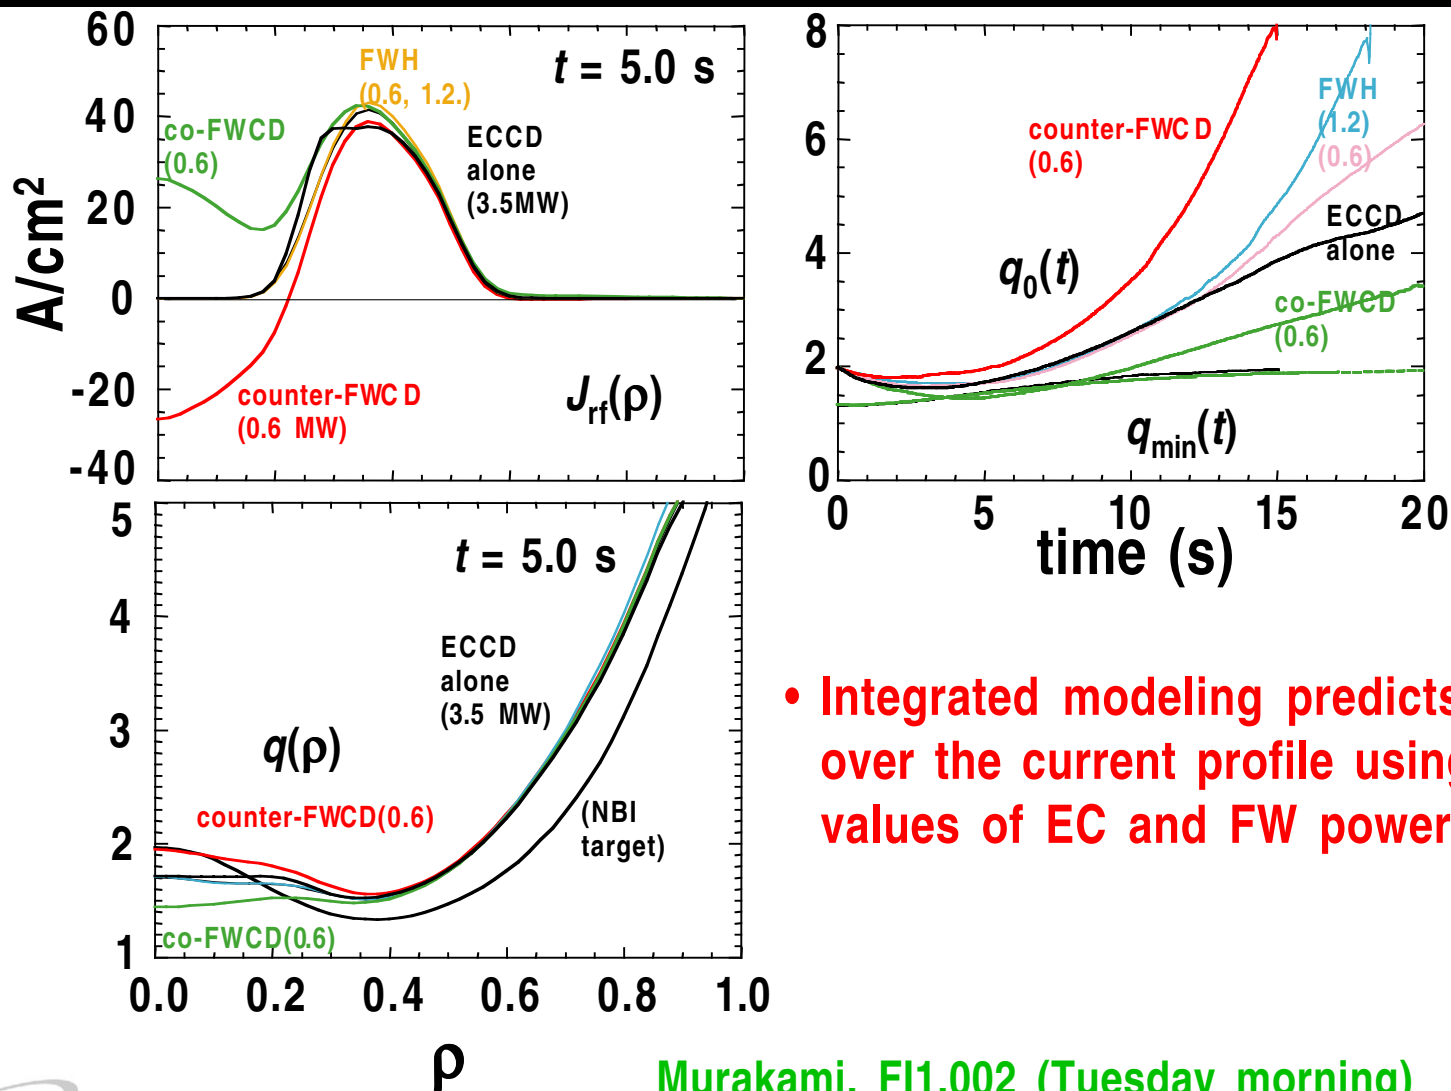 60
40
20
0
-20
-40
A/cm2
FWH
(0.6, 1.2.)
t = 5.0 s
co-FWCD
(0.6)
ECCD
alone
(3.5MW)
counter-FWCD
(0.6 MW)
Jrf(ρ)
8
6
4
2
0
counter-FWCD
(0.6)
FWH
(1.2)
(0.6)
ECCD
alone
q0(t)
co-FWCD
(0.6)
qmin(t)
0 5 10 15 20
time (s)
5
4
3
2
1
t = 5.0 s
ECCD
alone
(3.5 MW)
q(ρ)
counter-FWCD(0.6)
(NBI
target)
co-FWCD(0.6)
0.0 0.2 0.4 0.6 0.8 1.0
ρ
• Integrated modeling predicts
over the current profile using
values of EC and FW power
Murakami, FI1.002 (Tuesday morning)